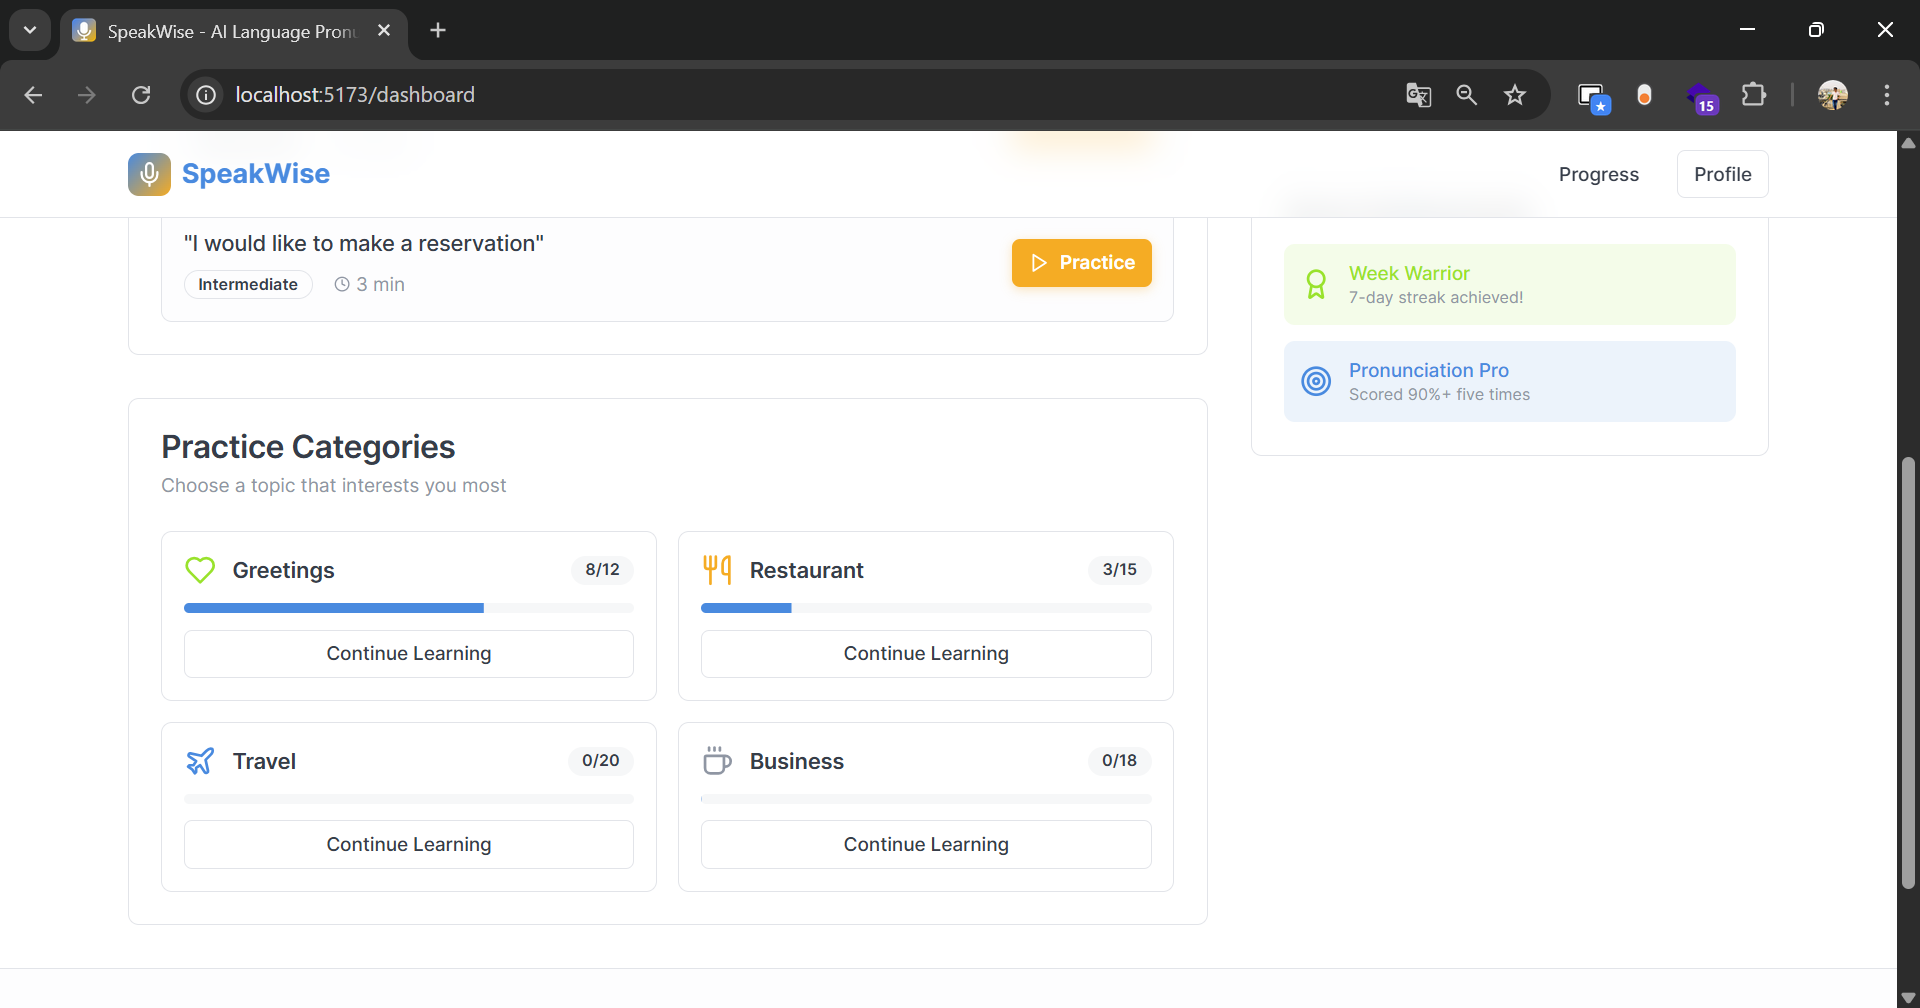 SpeakWise - AI Language Pron
localhost:5173/dashboard
15
SpeakWise
Progress
Profile
"I would like to make a reservation"
Intermediate
3 min
Practice
Week Warrior
7-day streak achieved!
Pronunciation Pro
Scored 90%+ five times
Practice Categories
Choose a topic that interests you most
Greetings
8/12
Continue Learning
Restaurant
3/15
Continue Learning
Travel
0/20
Continue Learning
Business
0/18
Continue Learning